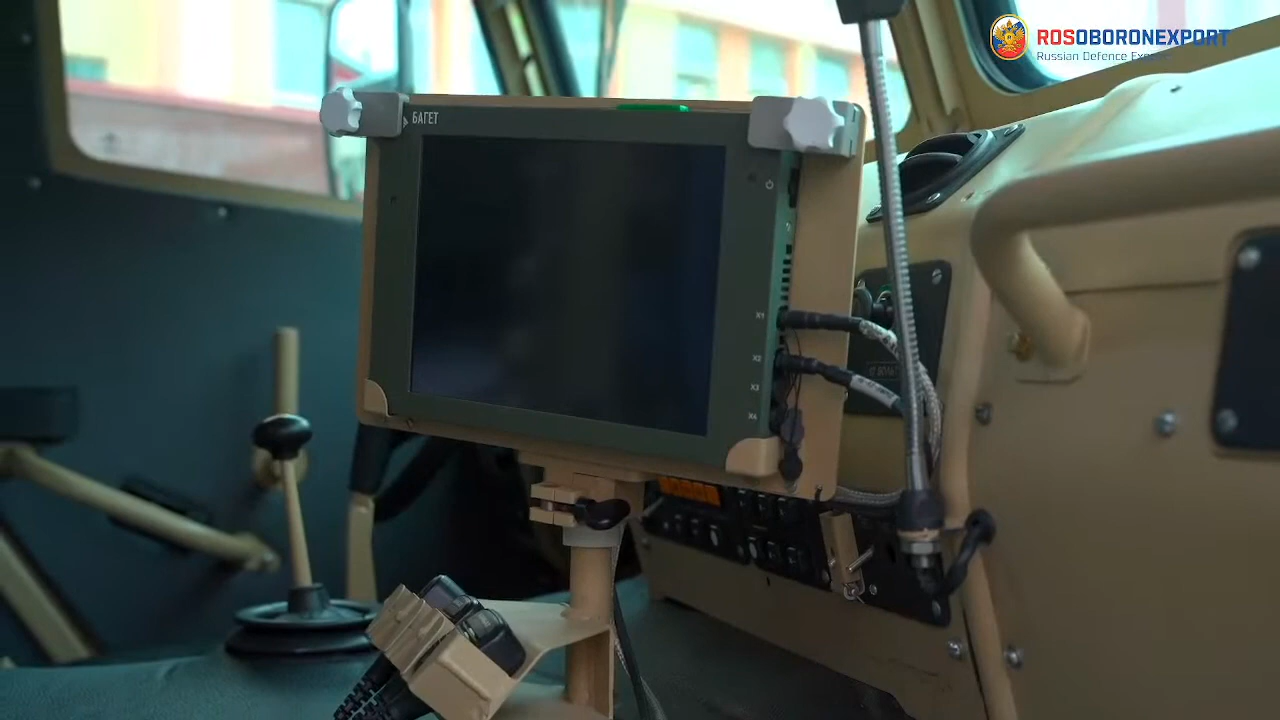 ROSOBORONEXPORT
Russian Defence Export
БАГЕТ
X1
X2
X3
X4